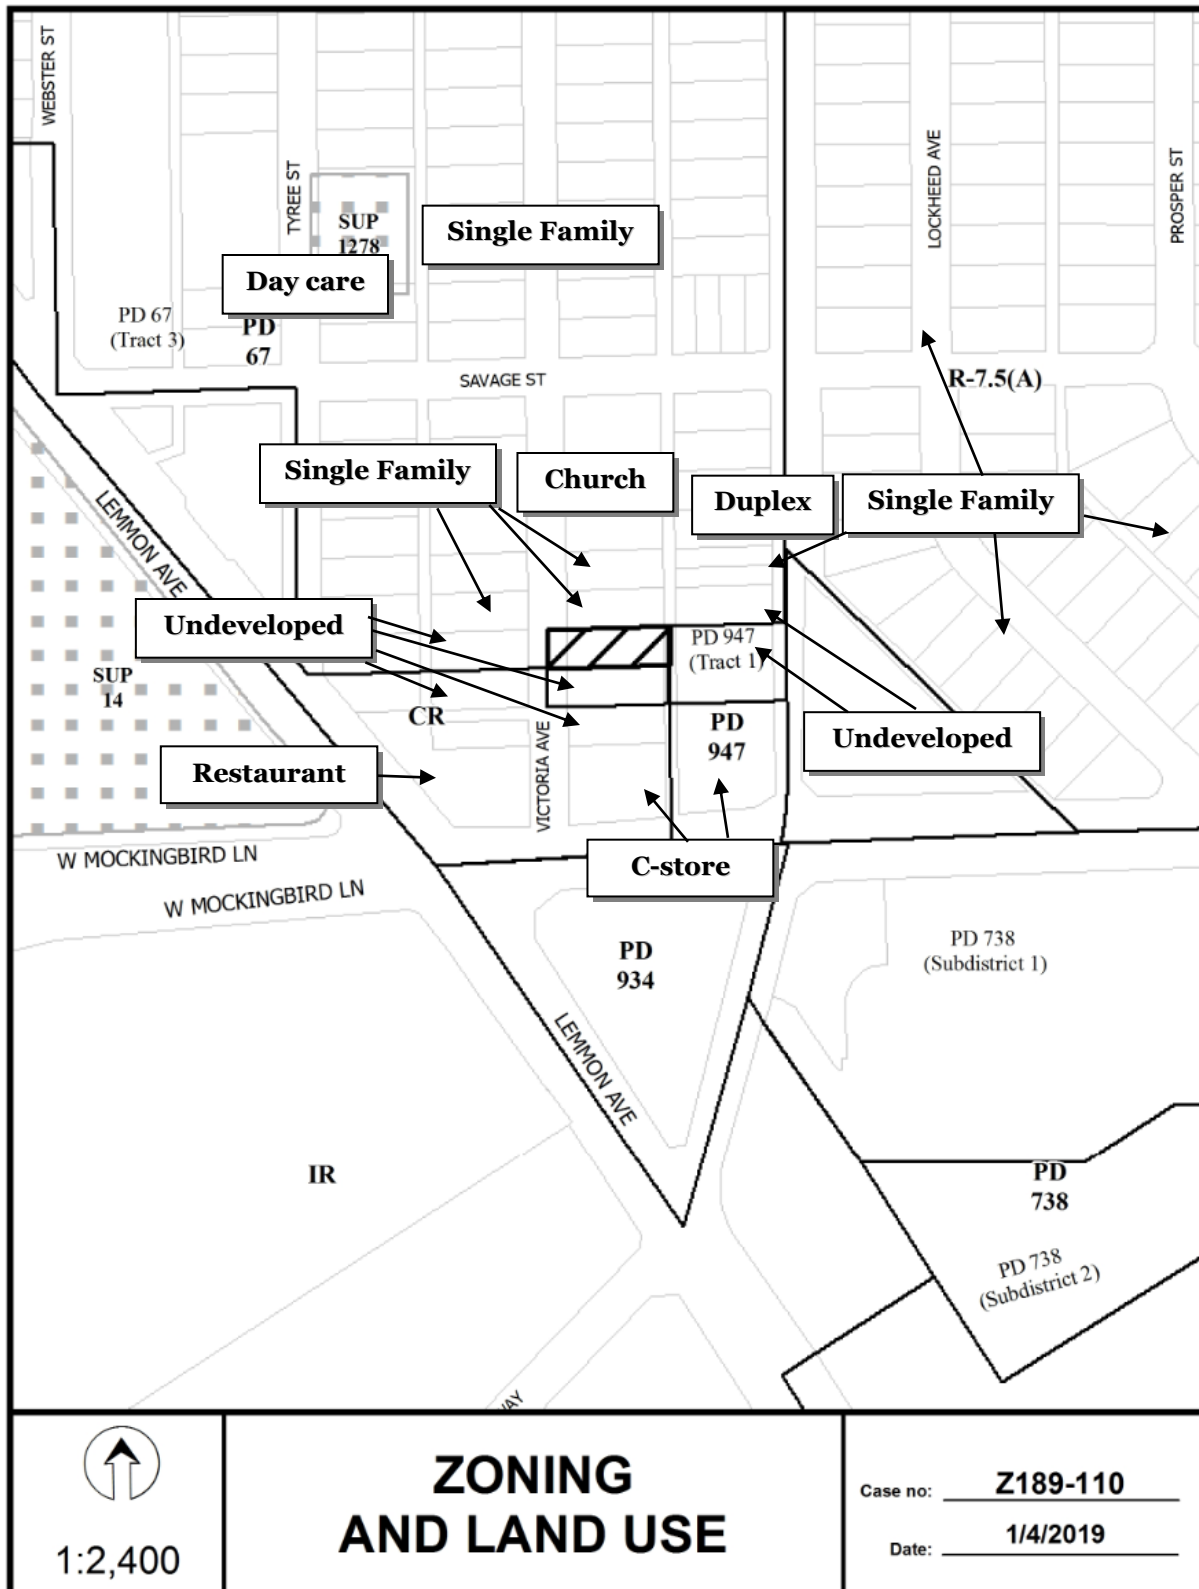 WEBSTER ST
TYREE ST
LOCKHEED AVE
PROSPER ST
SUP
1278
Single Family
Day care
PD 67
(Tract 3)
PD
67
SAVAGE ST
R-7.5(A)
Single Family
Church
Duplex
Single Family
LEMMON AVE
Undeveloped
PD 947
(Tract 1)
SUP
14
CR
PD
947
Undeveloped
Restaurant
VICTORIA AVE
C-store
W MOCKINGBIRD LN
W MOCKINGBIRD LN
PD
934
PD 738
(Subdistrict 1)
LEMMON AVE
IR
PD
738
PD 738
(Subdistrict 2)
ZONING
AND LAND USE
1:2,400
Case no: Z189-110
Date: 1/4/2019